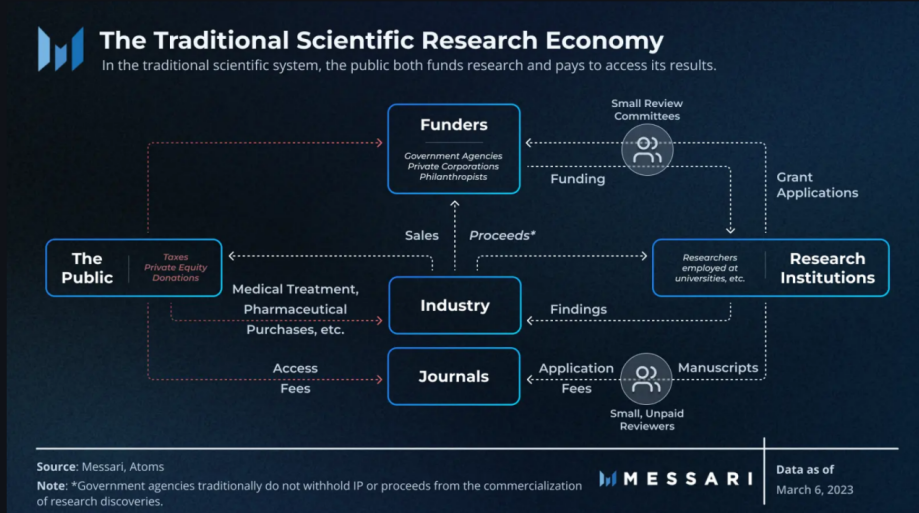 The Traditional Scientific Research Economy
In the traditional scientific system, the public both funds research and pays to access its results.
Small Review
Committees
Funders
Government Agencies
Private Corporations
Philanthropists
Funding
Grant
Applications
Sales
Proceeds*
The
Public
Taxes
Private Equity
Donations
Researchers
employed at
universities, etc.
Research
Institutions
Medical Treatment,
Pharmaceutical
Purchases, etc.
Industry
Findings
Access
Fees
Journals
Application
Fees
Manuscripts
Small, Unpaid
Reviewers
Source: Messari, Atoms
Note: *Government agencies traditionally do not withhold IP or proceeds from the commercialization
of research discoveries.
MESSARI
Data as of
March 6, 2023